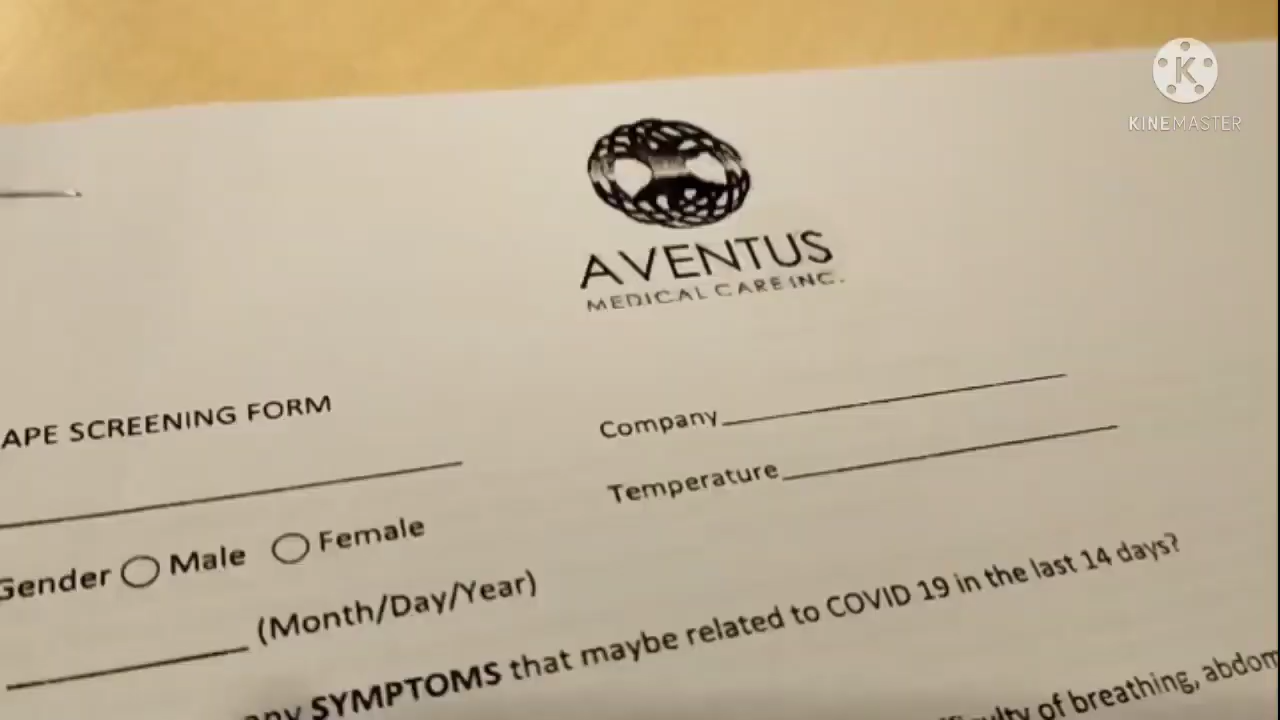 K
KINEMASTER
AVENTUS
MEDICAL CARE INC.
APE SCREENING FORM
Company
Temperature
Gender Male Female
(Month/Day/Year)
any SYMPTOMS that maybe related to COVID 19 in the last 14 days?
of breathing,